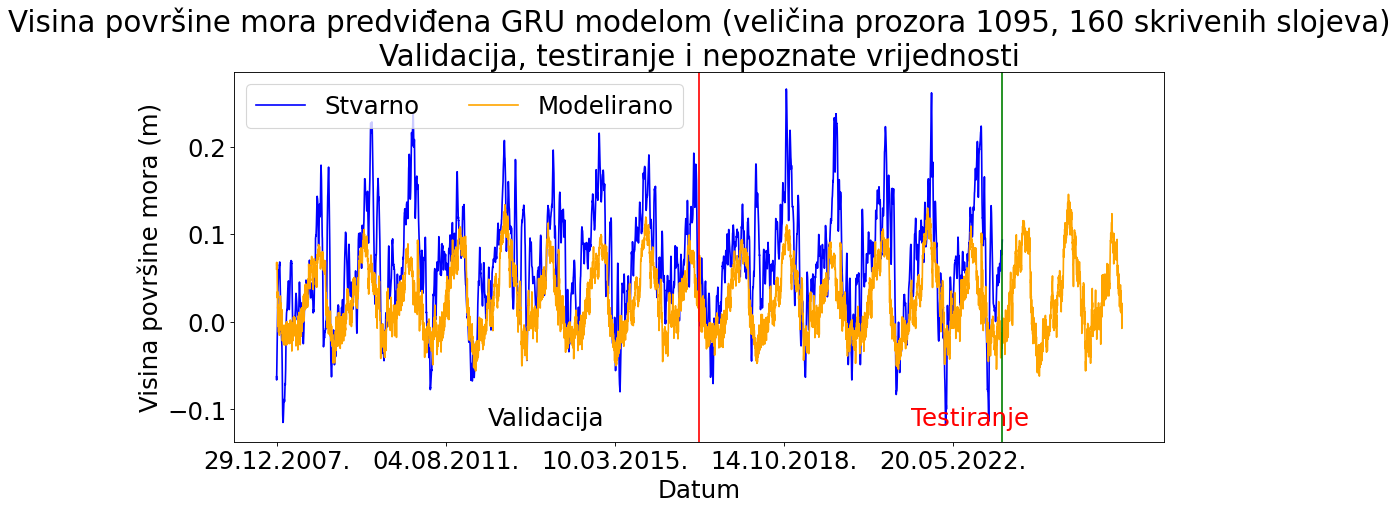 Visina površine mora predviđena GRU modelom (veličina prozora 1095, 160 skrivenih slojeva)
Validacija, testiranje i nepoznate vrijednosti
Stvarno
Modelirano
Visina površine mora (m)
0.2
0.1
0.0
−0.1
Validacija
Testiranje
29.12.2007.
04.08.2011.
10.03.2015.
14.10.2018.
20.05.2022.
Datum